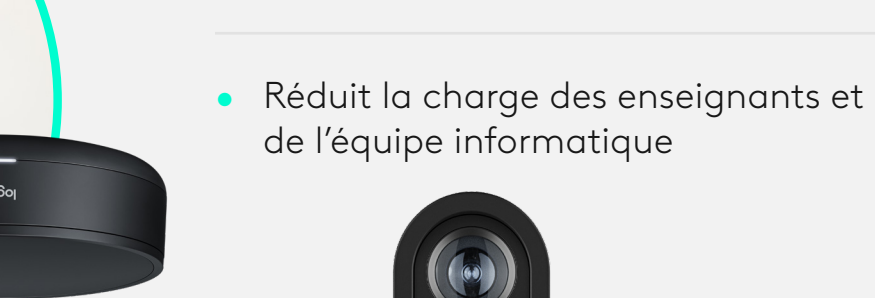 Réduit la charge des enseignants et
de l'équipe informatique